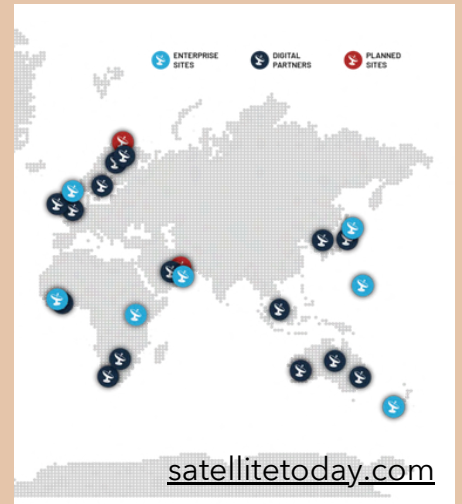 ENTERPRISE
SITES
DIGITAL
PARTNERS
PLANNED
SITES
satellitetoday.com